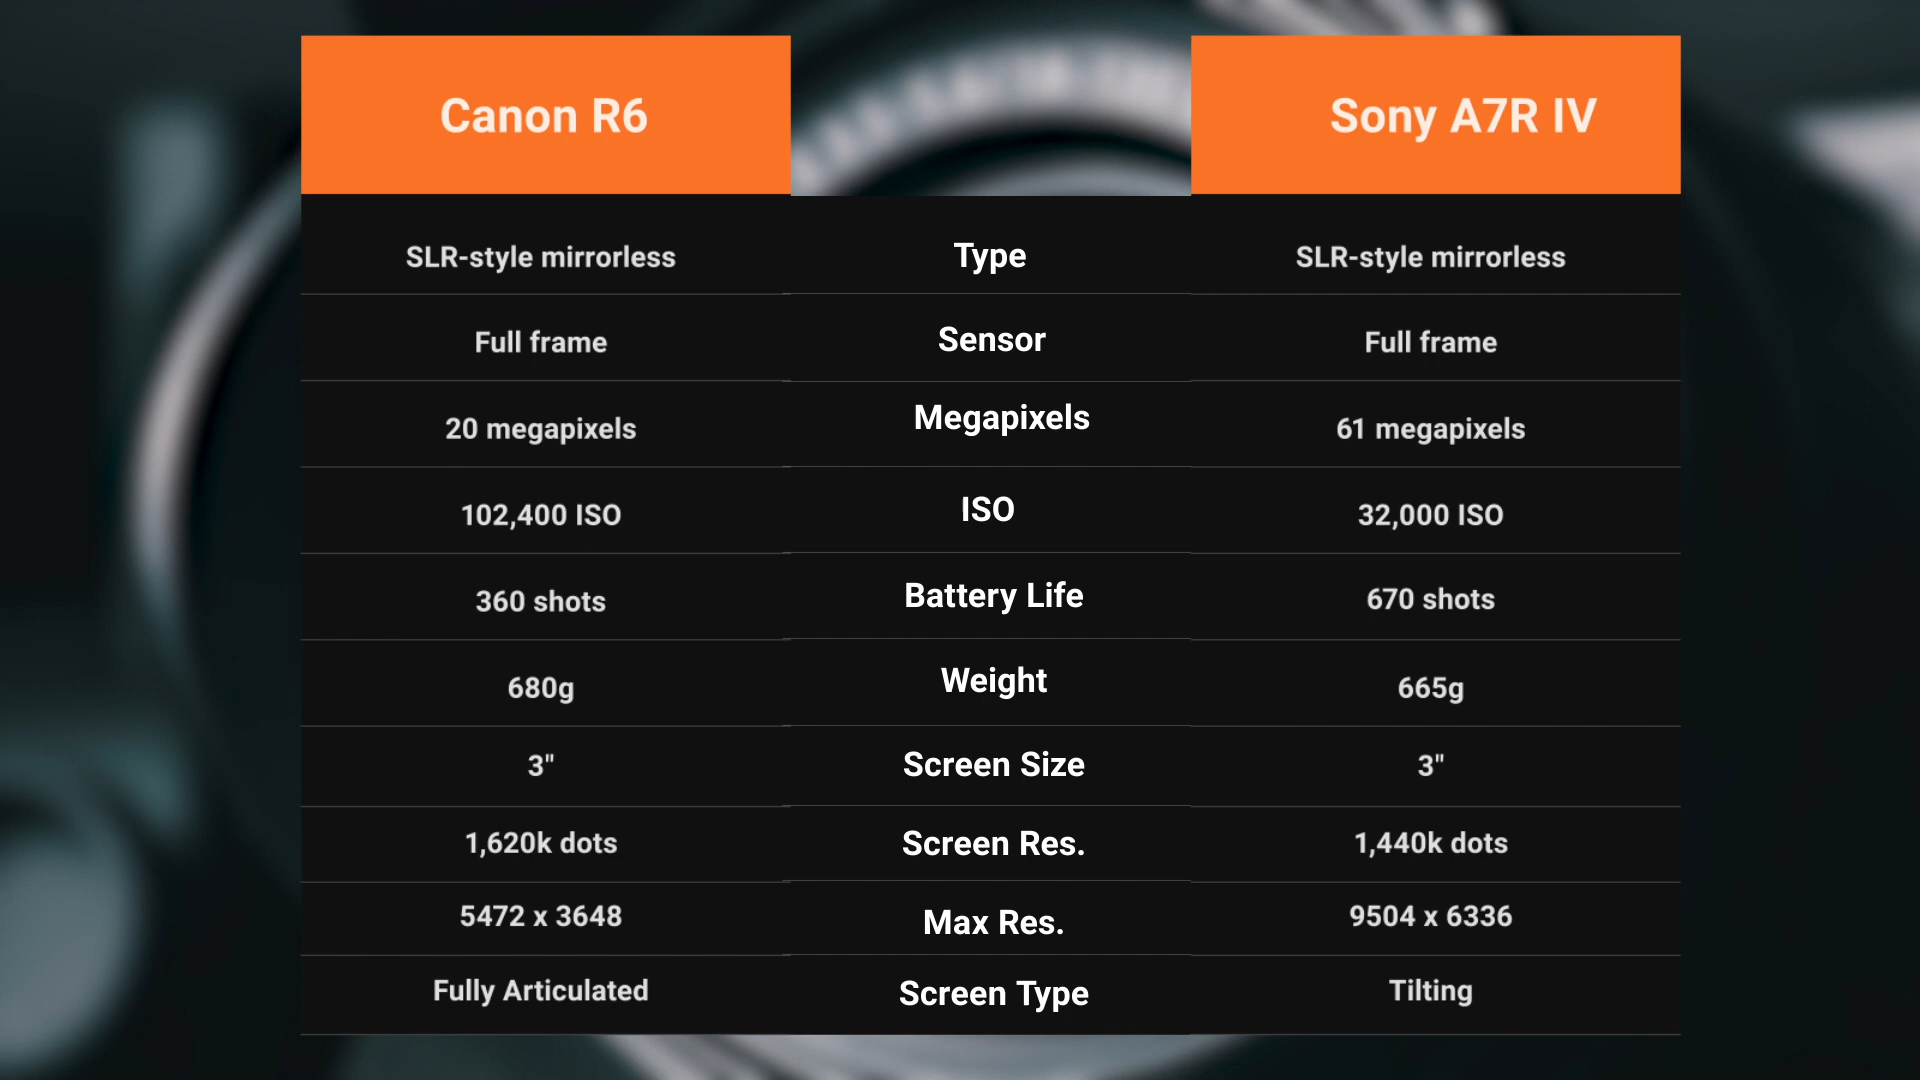 Canon R6
Sony A7R IV
SLR-style mirrorless
Type
SLR-style mirrorless
Full frame
Sensor
Full frame
20 megapixels
Megapixels
61 megapixels
102,400 ISO
ISO
32,000 ISO
360 shots
Battery Life
670 shots
680g
Weight
665g
3"
Screen Size
3"
1,620k dots
Screen Res.
1,440k dots
5472 x 3648
Max Res.
9504 x 6336
Fully Articulated
Screen Type
Tilting